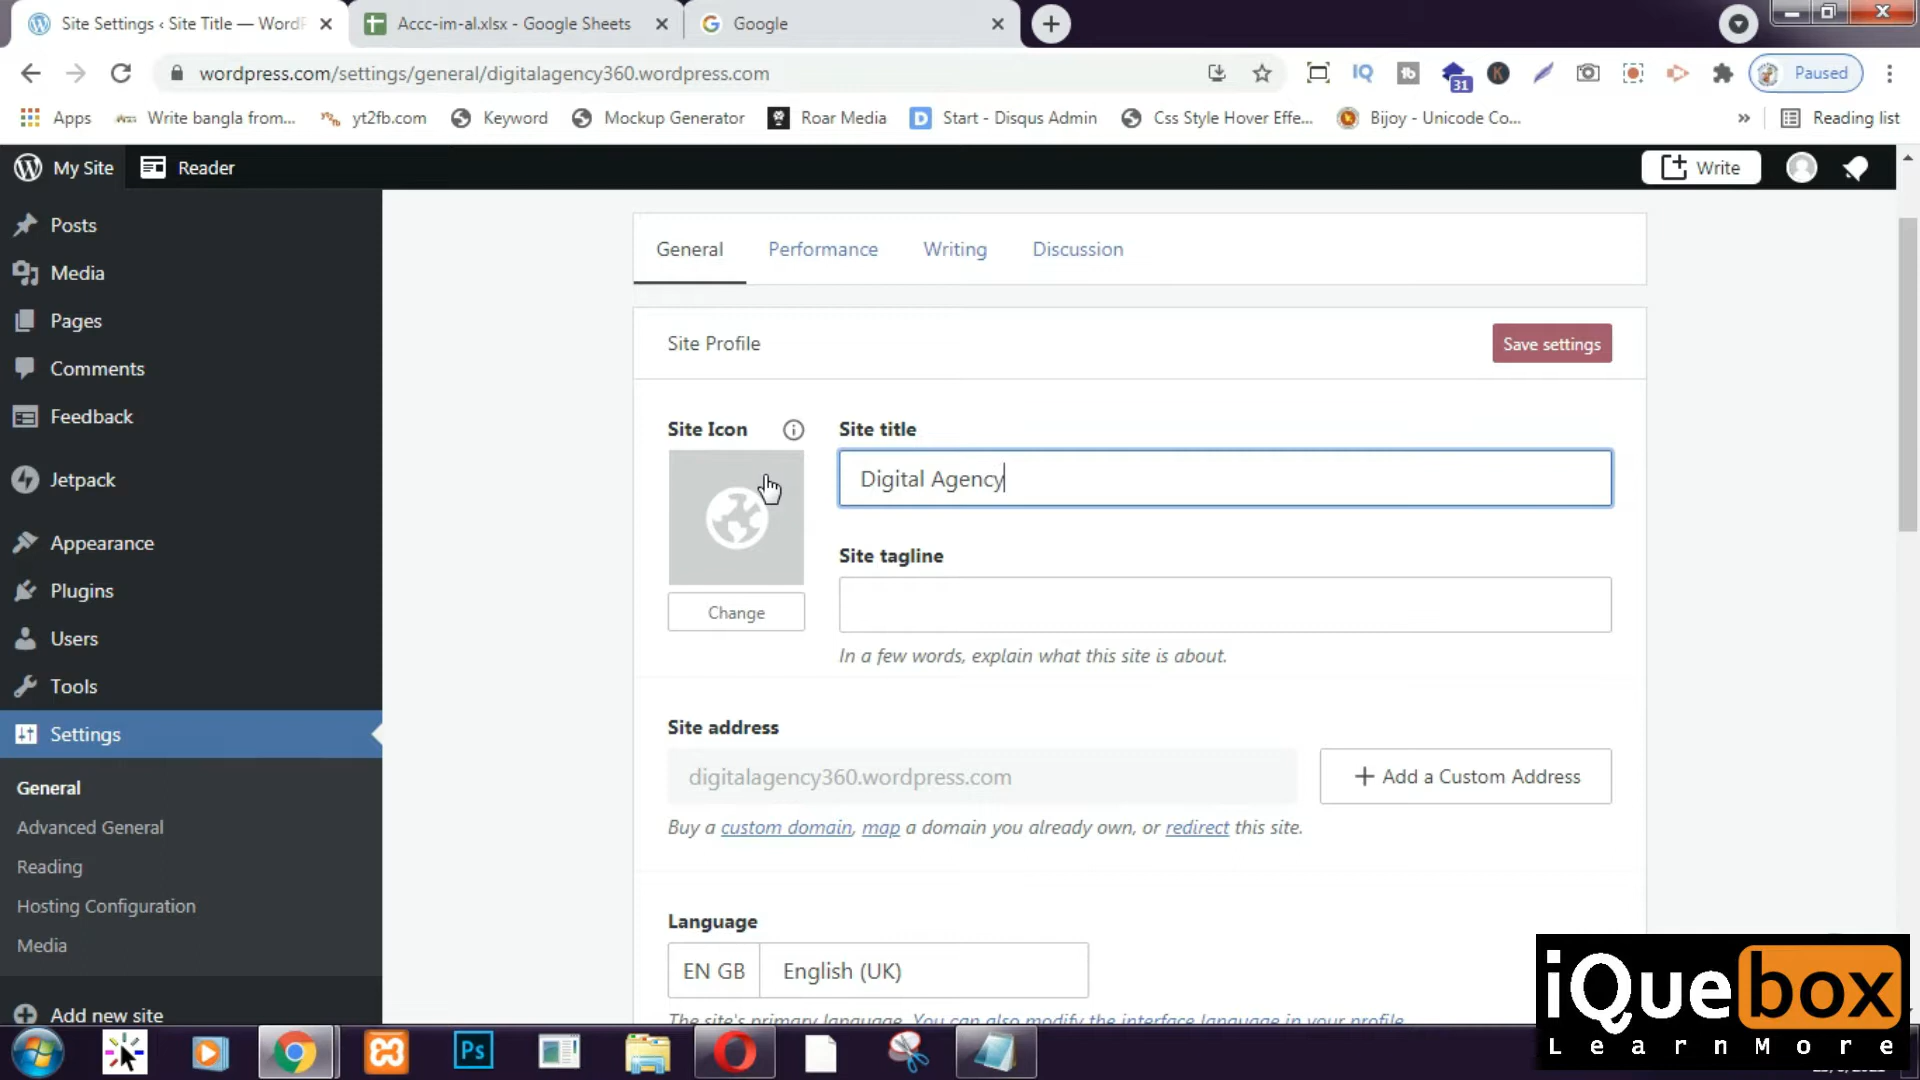 Site Settings ‹ Site Title — WordP
Accc-im-al.xlsx - Google Sheets
Google
wordpress.com/settings/general/digitalagency360.wordpress.com
IQ
tb
31
K
Paused
Apps
Write bangla from...
yt2fb.com
Keyword
Mockup Generator
Roar Media
D
Start - Disqus Admin
Css Style Hover Effe...
Bijoy - Unicode Co...
»
Reading list
My Site
Reader
Write
Posts
Media
Pages
Comments
Feedback
Jetpack
Appearance
Plugins
Users
Tools
Settings
General
Advanced General
Reading
Hosting Configuration
Media
Add new site
General
Performance
Writing
Discussion
Site Profile
Save settings
Site Icon
Site title
Digital Agency
Change
Site tagline
In a few words, explain what this site is about.
Site address
digitalagency360.wordpress.com
+ Add a Custom Address
Buy a custom domain, map a domain you already own, or redirect this site.
Language
EN GB
English (UK)
The site's primary language. You can also modify the interface language in your profile.
Ps
iQuebox
LearnMore